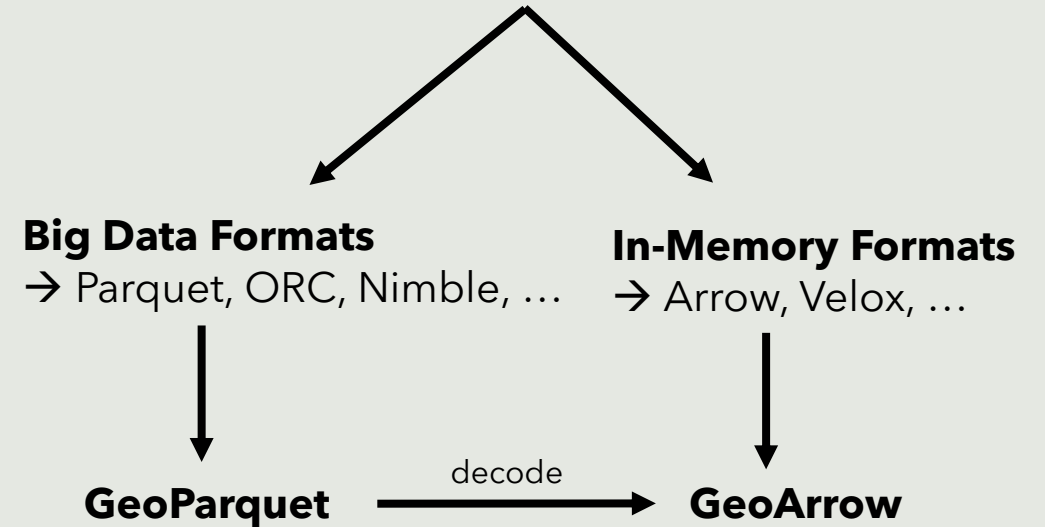 Big Data Formats
→ Parquet, ORC, Nimble, …
In-Memory Formats
→ Arrow, Velox, …
decode
GeoParquet
GeoArrow